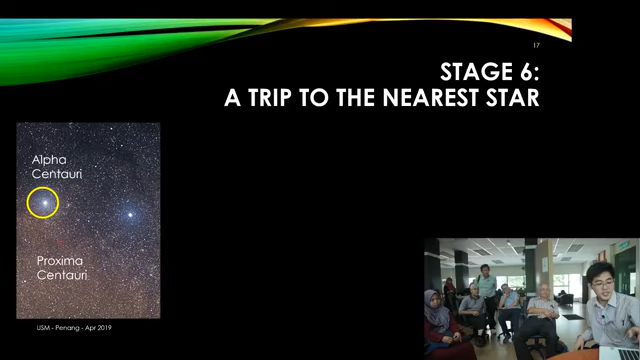 17
STAGE 6:
A TRIP TO THE NEAREST STAR
Alpha
Centauri
Proxima
Centauri
USM - Penang - Apr 2019